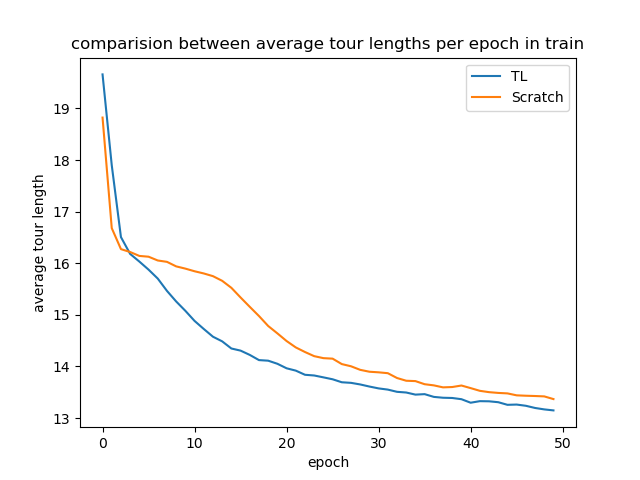 comparision between average tour lengths per epoch in train
TL
Scratch
average tour length
19
18
17
16
15
14
13
0
10
20
30
40
50
epoch